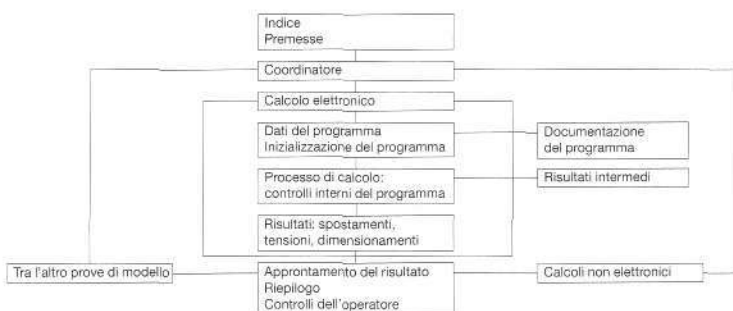 Indice
Premesse
Coordinatore
Calcolo elettronico
Dati del programma
Inizializzazione del programma
Documentazione
del programma
Processo di calcolo:
controlli interni del programma
Risultati intermedi
Risultati: spostamenti,
tensioni, dimensionamenti
Tra l'altro prove di modello
Approntamento del risultato
Riepilogo
Controlli dell'operatore
Calcoli non elettronici